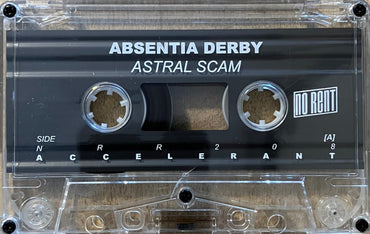 ABSENTIA DERBY
ASTRAL SCAM
NO RENT
SIDE [A]
N R R 2 0 8
A C C E L E R A N T